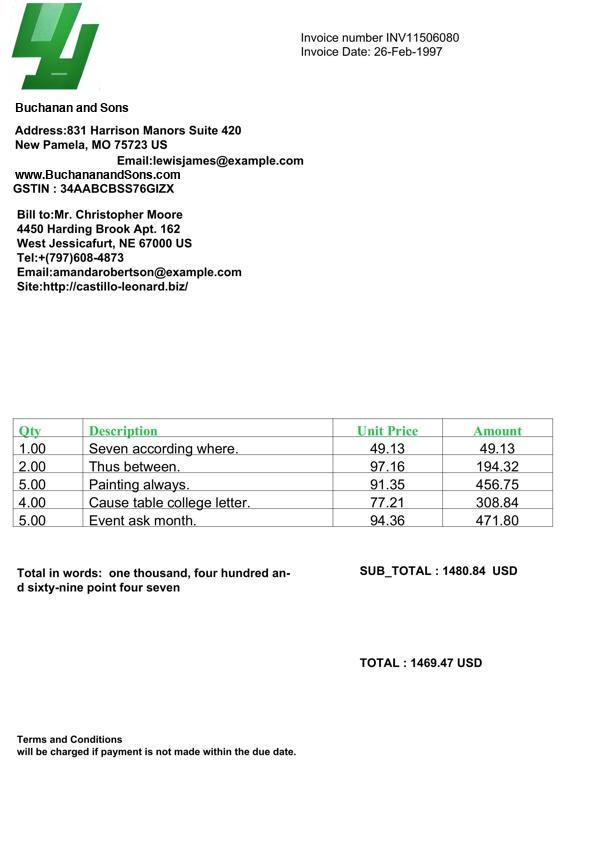 Invoice number INV11506080
Invoice Date: 26-Feb-1997
Buchanan and Sons
Address:831 Harrison Manors Suite 420
New Pamela, MO 75723 US
Email:lewisjames@example.com
www.BuchananandSons.com
GSTIN : 34AABCBSS76GIZX
Bill to:Mr. Christopher Moore
4450 Harding Brook Apt. 162
West Jessicafurt, NE 67000 US
Tel:+(797)608-4873
Email:amandarobertson@example.com
Site:http://castillo-leonard.biz/
Qty Description Unit Price Amount
1.00 Seven according where. 49.13 49.13
2.00 Thus between. 97.16 194.32
5.00 Painting always. 91.35 456.75
4.00 Cause table college letter. 77.21 308.84
5.00 Event ask month. 94.36 471.80
SUB_TOTAL : 1480.84  USD
Total in words:  one thousand, four hundred an-
d sixty-nine point four seven
TOTAL : 1469.47 USD
Terms and Conditions
will be charged if payment is not made within the due date.